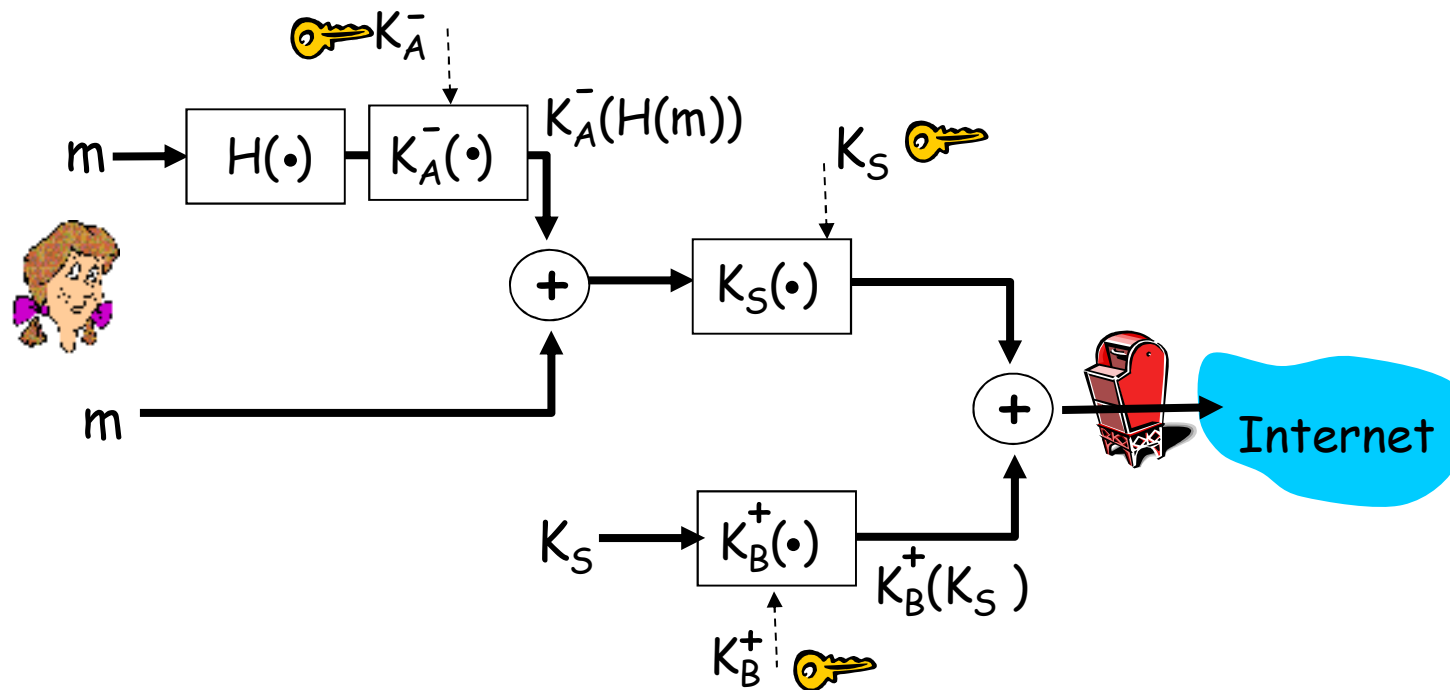 K_A^-
m
H(•)
K_A^-(•)
K_A^-(H(m))
K_S
+
K_S(•)
m
+
Internet
K_S
K_B^+(•)
K_B^+(K_S )
K_B^+